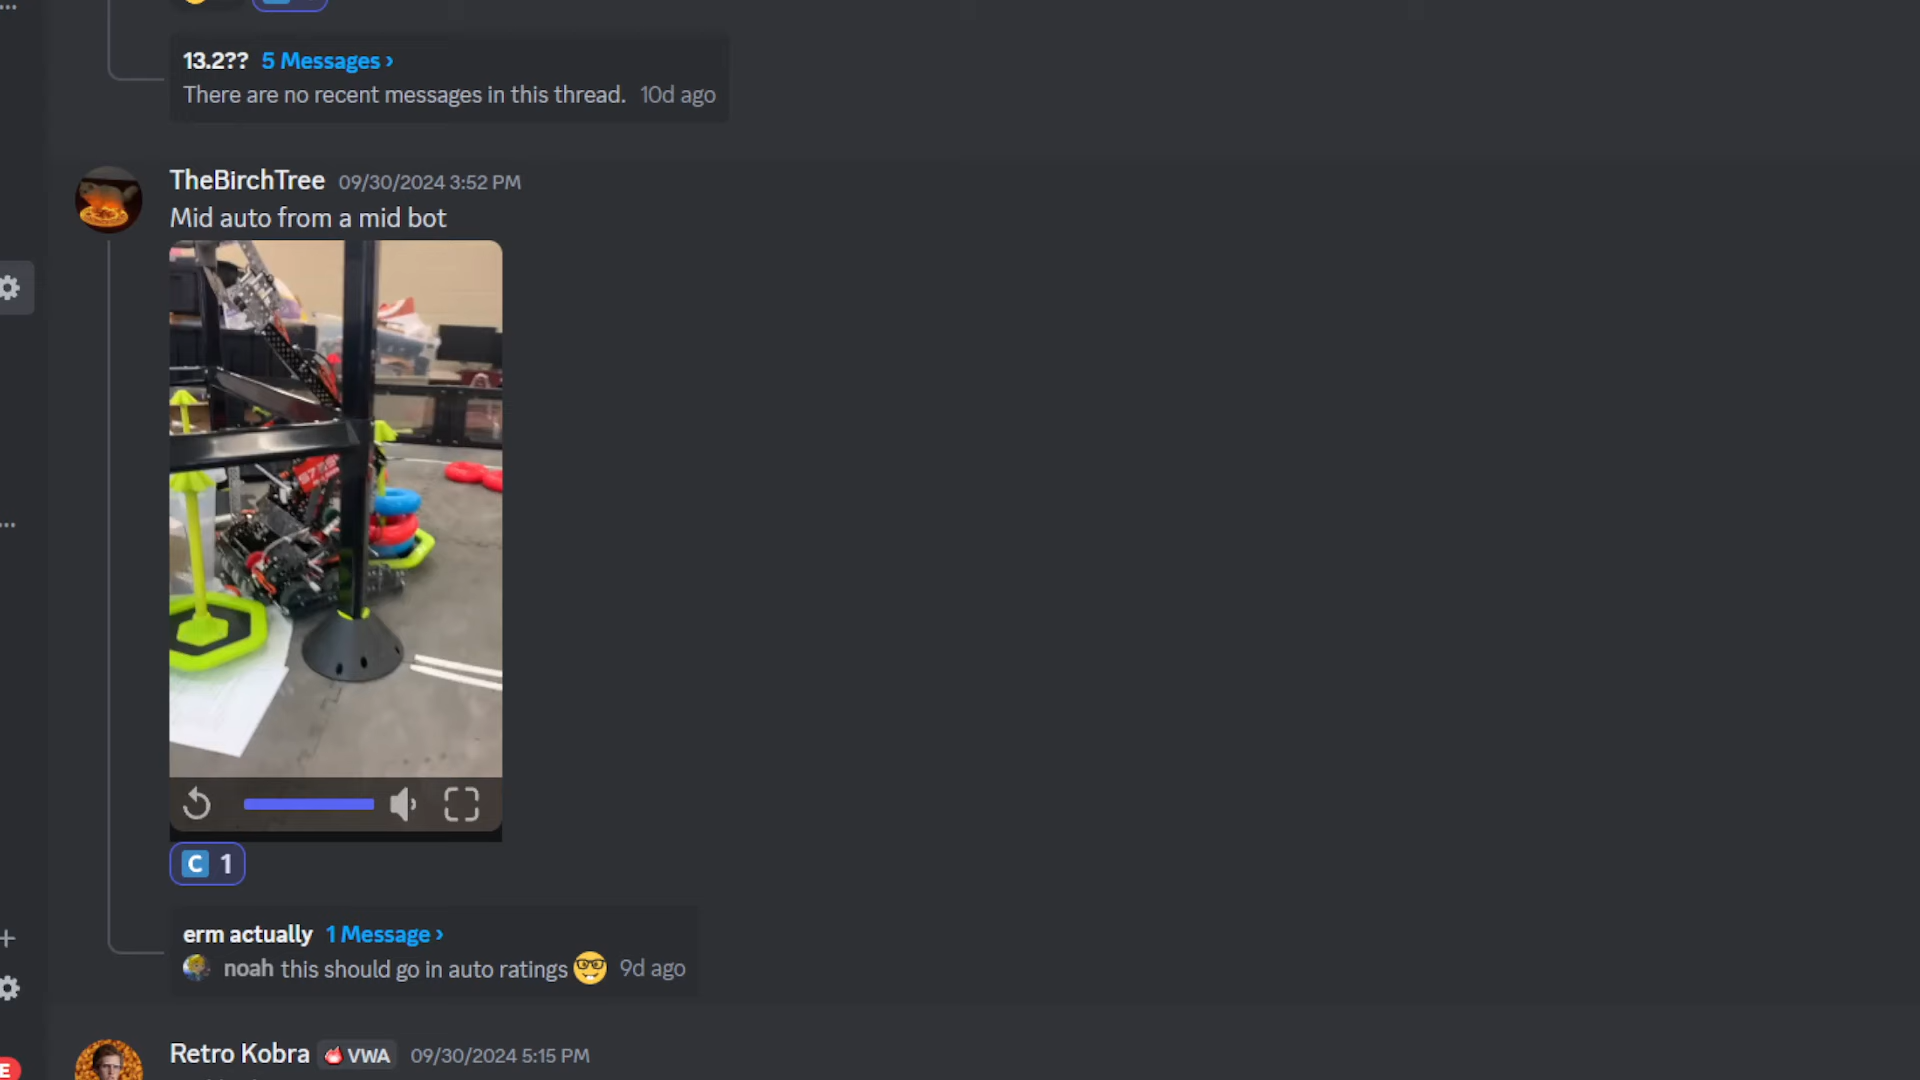 13.2?? 5 Messages ›
There are no recent messages in this thread. 10d ago
TheBirchTree 09/30/2024 3:52 PM
Mid auto from a mid bot
C 1
erm actually 1 Message ›
noah this should go in auto ratings 🤓 9d ago
Retro Kobra VWA 09/30/2024 5:15 PM
E